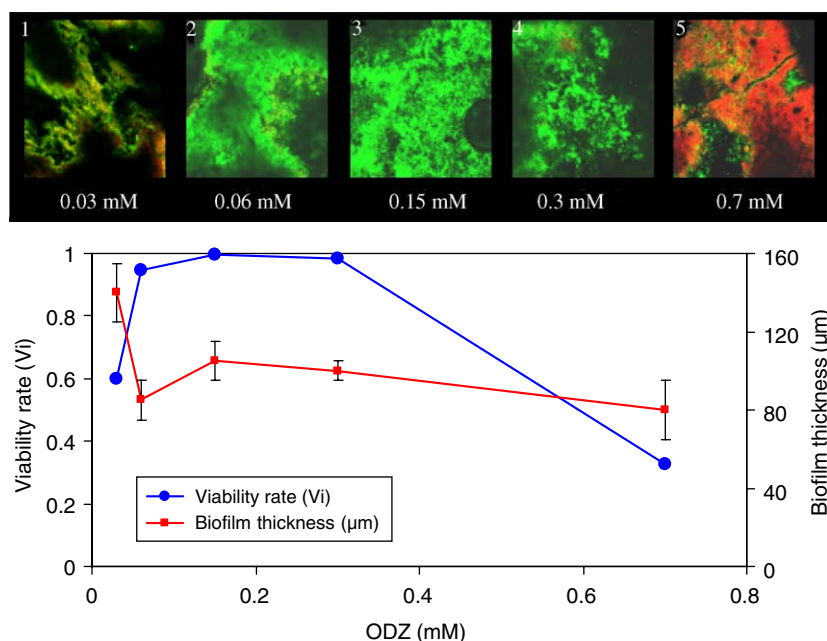 1 2 3 4 5
0.03 mM 0.06 mM 0.15 mM 0.3 mM 0.7 mM
1 160
0.8 120
0.6
0.4 80
0.2 40
0 0
Viability rate (Vi)
Biofilm thickness (μm)
Viability rate (Vi)
Biofilm thickness (μm)
0 0.2 0.4 0.6 0.8
ODZ (mM)